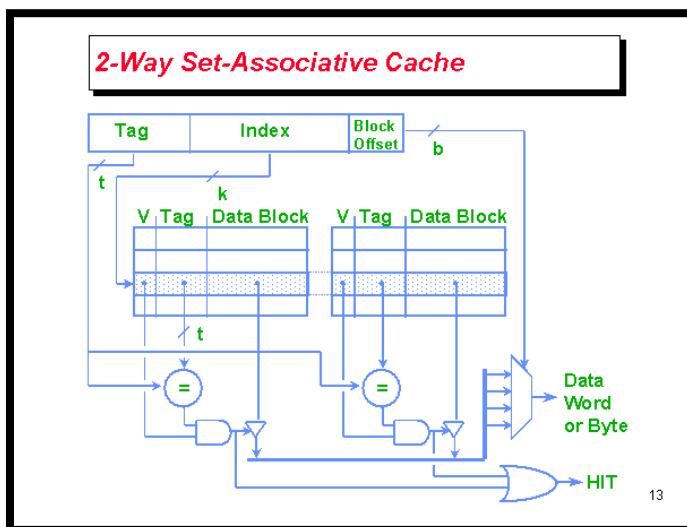 2-Way Set-Associative Cache
Tag Index Block
Offset
b
t
k
V Tag Data Block V Tag Data Block
t
= =
Data
Word
or Byte
HIT
13